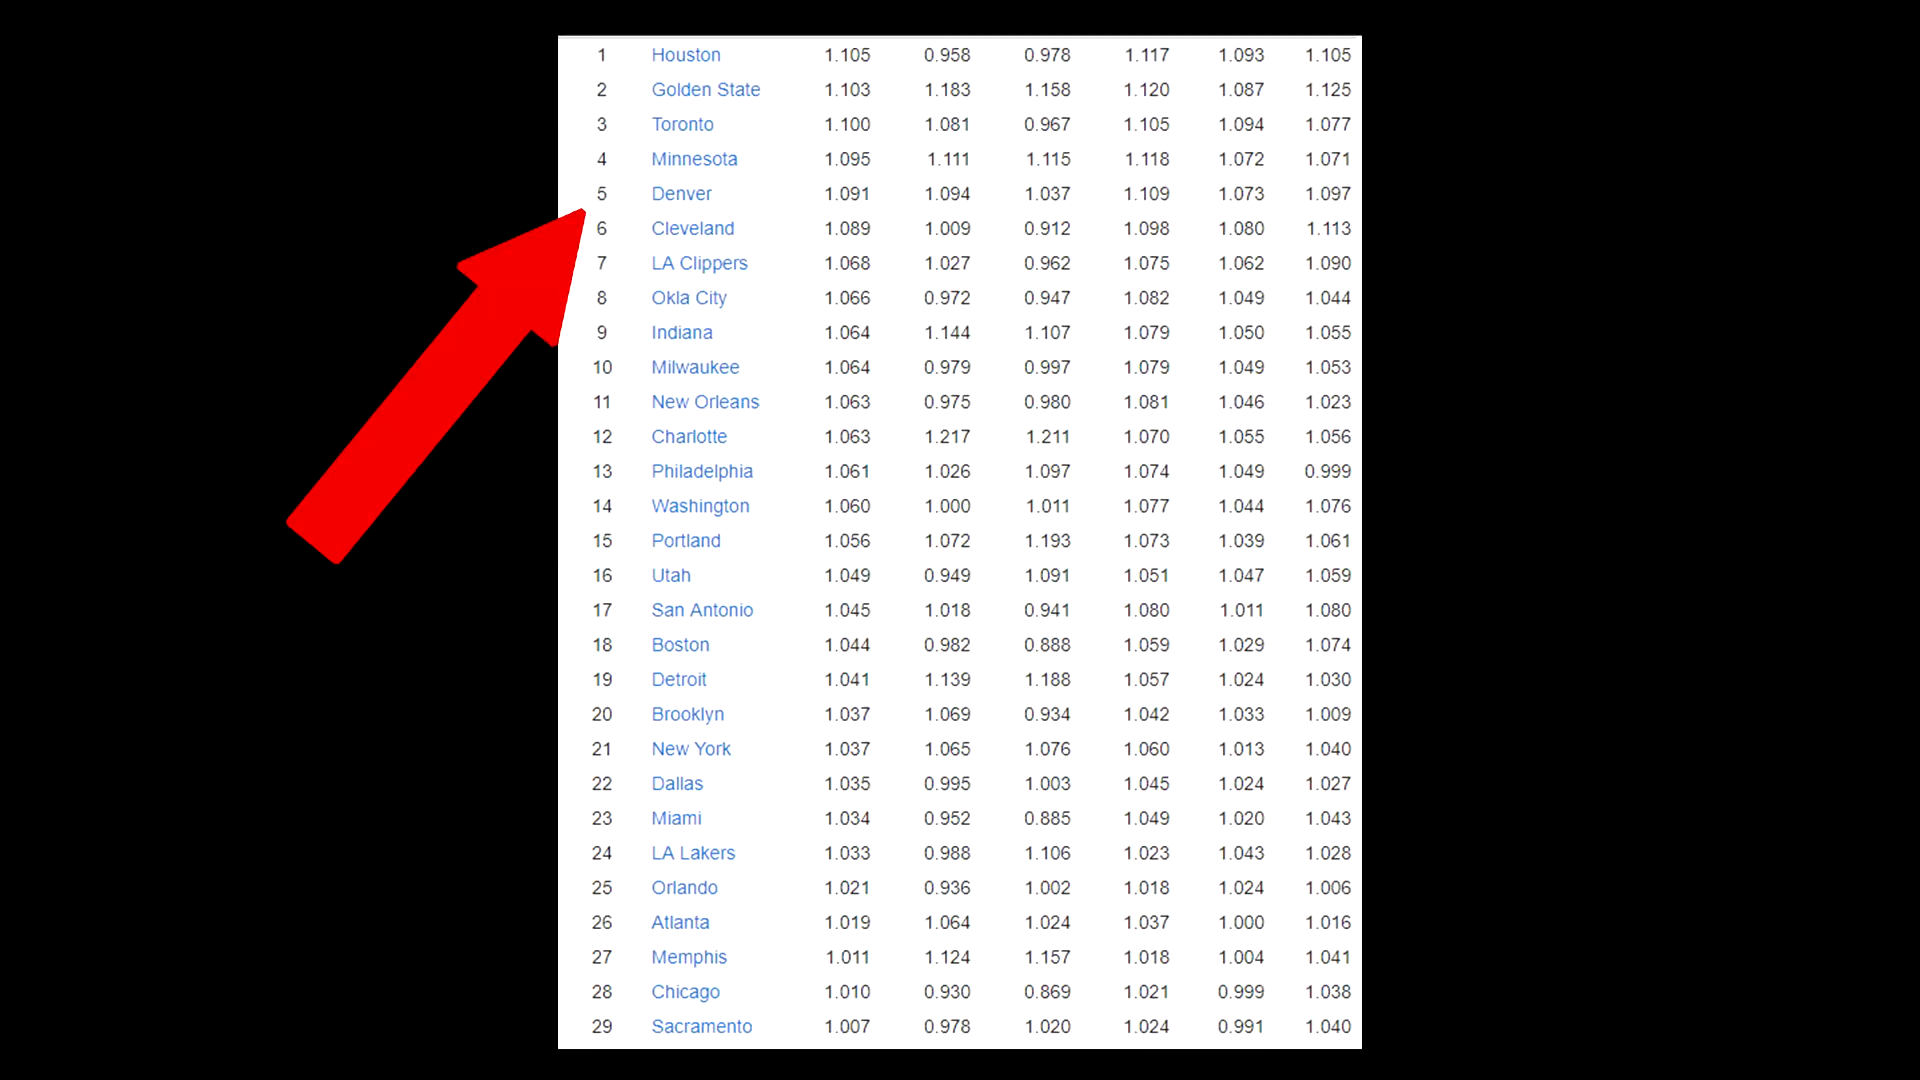 1 Houston 1.105 0.958 0.978 1.117 1.093 1.105
2 Golden State 1.103 1.183 1.158 1.120 1.087 1.125
3 Toronto 1.100 1.081 0.967 1.105 1.094 1.077
4 Minnesota 1.095 1.111 1.115 1.118 1.072 1.071
5 Denver 1.091 1.094 1.037 1.109 1.073 1.097
6 Cleveland 1.089 1.009 0.912 1.098 1.080 1.113
7 LA Clippers 1.068 1.027 0.962 1.075 1.062 1.090
8 Okla City 1.066 0.972 0.947 1.082 1.049 1.044
9 Indiana 1.064 1.144 1.107 1.079 1.050 1.055
10 Milwaukee 1.064 0.979 0.997 1.079 1.049 1.053
11 New Orleans 1.063 0.975 0.980 1.081 1.046 1.023
12 Charlotte 1.063 1.217 1.211 1.070 1.055 1.056
13 Philadelphia 1.061 1.026 1.097 1.074 1.049 0.999
14 Washington 1.060 1.000 1.011 1.077 1.044 1.076
15 Portland 1.056 1.072 1.193 1.073 1.039 1.061
16 Utah 1.049 0.949 1.091 1.051 1.047 1.059
17 San Antonio 1.045 1.018 0.941 1.080 1.011 1.080
18 Boston 1.044 0.982 0.888 1.059 1.029 1.074
19 Detroit 1.041 1.139 1.188 1.057 1.024 1.030
20 Brooklyn 1.037 1.069 0.934 1.042 1.033 1.009
21 New York 1.037 1.065 1.076 1.060 1.013 1.040
22 Dallas 1.035 0.995 1.003 1.045 1.024 1.027
23 Miami 1.034 0.952 0.885 1.049 1.020 1.043
24 LA Lakers 1.033 0.988 1.106 1.023 1.043 1.028
25 Orlando 1.021 0.936 1.002 1.018 1.024 1.006
26 Atlanta 1.019 1.064 1.024 1.037 1.000 1.016
27 Memphis 1.011 1.124 1.157 1.018 1.004 1.041
28 Chicago 1.010 0.930 0.869 1.021 0.999 1.038
29 Sacramento 1.007 0.978 1.020 1.024 0.991 1.040